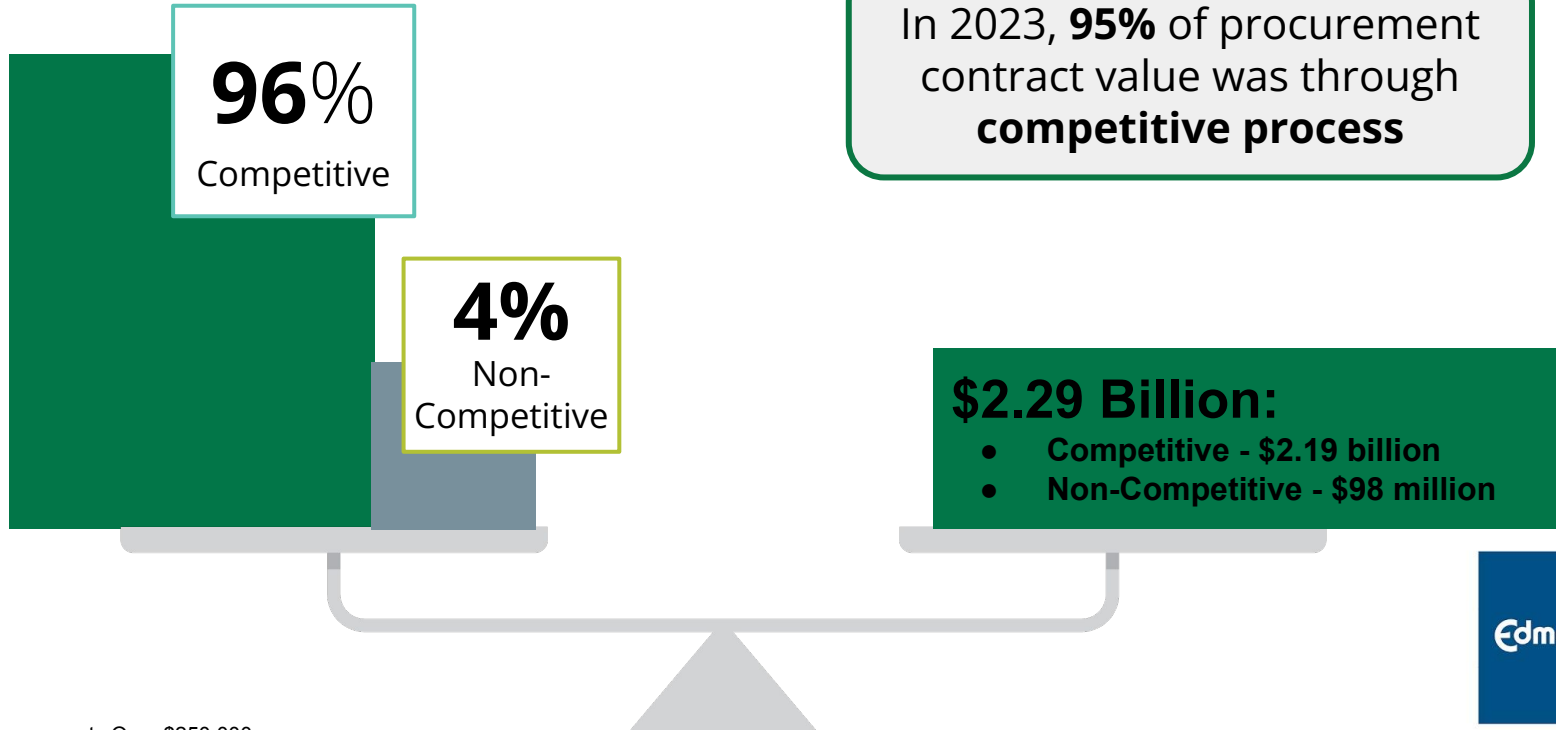 96%
Competitive
4%
Non-
Competitive
In 2023, 95% of procurement
contract value was through
competitive process
$2.29 Billion:
● Competitive - $2.19 billion
● Non-Competitive - $98 million